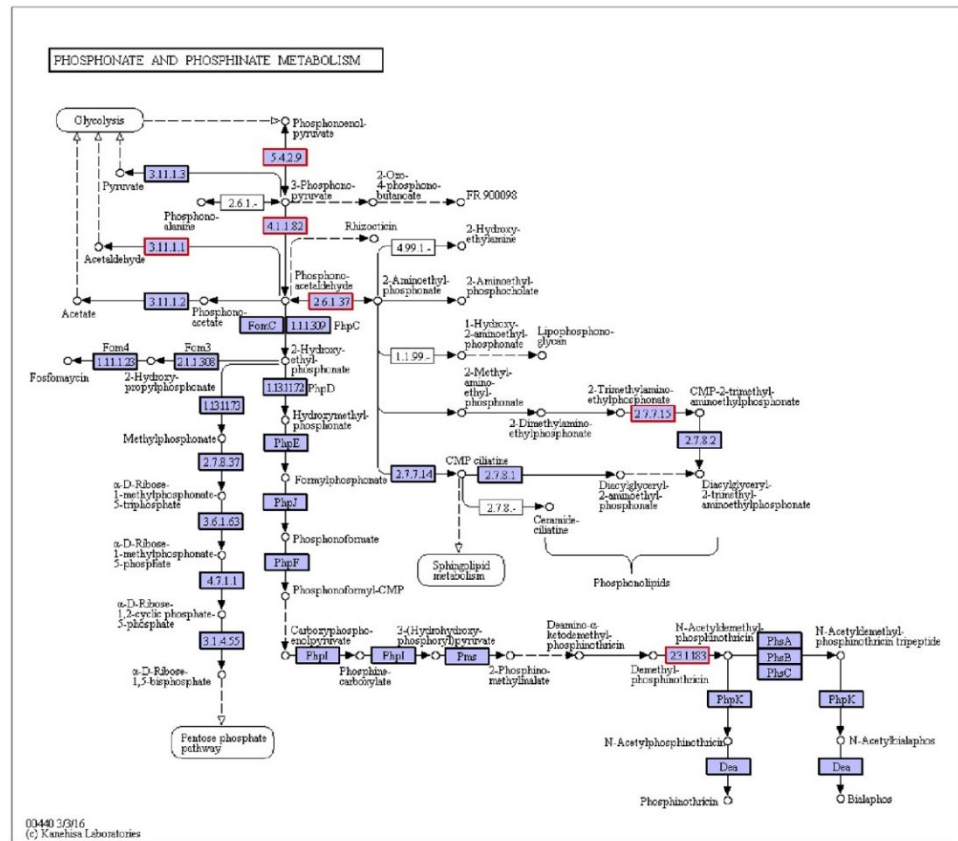 PHOSPHONATE AND PHOSPHINATE METABOLISM
Glycolysis
Phosphoenol-
pyruvate
5.4.2.9
3.11.1.3
Pyruvate
3-Phosphono-
pyruvate
2-Oxo-
4-phosphono-
butanoate
FR 900098
2.6.1.-
Phosphono-
alanine
4.1.1.82
Rhizocticin
2-Hydroxy-
ethylamine
4.99.1.-
3.11.1.1
Acetaldehyde
Phosphono-
acetaldehyde
2-Aminoethyl-
phosphonate
2-Aminoethyl-
phosphocholate
3.11.1.2
2.6.1.37
Acetate
Phosphono-
acetate
FomC
1.1.1.309
PhpC
1-Hydroxy-
2-aminoethyl-
phosphonate
Lipophosphono-
glycan
1.1.99.-
Fom4
Fom3
2-Hydroxy-
ethyl-
phosphonate
1.11.1.23
2.1.1.308
Fosfomaycin
2-Hydroxy-
propylphosphonate
1.13.11.72
PhpD
2-Methyl-
amino-
ethyl-
phosphonate
2-Trimethylamino-
ethylphosphonate
CMP-2-trimethyl-
aminoethylphosphonate
1.13.11.73
Hydroxymethyl-
phosphonate
2-Dimethylamino-
ethylphosphonate
2.7.7.15
Methylphosphonate
PhpE
2.7.8.2
2.7.8.37
Formylphosphonate
2.7.7.14
CMP ciliatine
2.7.8.1
Diacylglyceryl-
2-aminoethyl-
phosphonate
Diacylglyceryl-
2-trimethyl-
aminoethylphosphonate
α-D-Ribose-
1-methylphosphonate-
5-triphosphate
PhpJ
2.7.8.-
Ceramide-
ciliatine
3.6.1.63
Phosphonoformate
α-D-Ribose-
1-methylphosphonate-
5-phosphate
PhpF
Sphingolipid
metabolism
Phosphonolipids
4.7.1.1
Phosphonoformyl-CMP
α-D-Ribose-
1,2-cyclic phosphate-
5-phosphate
3.1.4.55
Carboxyphospho-
enolpyruvate
3-(Hydrohydroxy-
phosphoryl)pyruvate
Deamino-α-
ketodemethyl-
phosphinothricin
N-Acetyldemethyl-
phosphinothricin
N-Acetyldemethyl-
phosphinothricin tripeptide
PhpI
PhpI
Pms
2.3.1.183
PhsA
PhsB
PhsC
α-D-Ribose-
1,5-bisphosphate
Phosphino-
carboxylate
2-Phosphino-
methylmalate
Demethyl-
phosphinothricin
PhpK
PhpK
Pentose phosphate
pathway
N-Acetylphosphinothricin
N-Acetylbialaphos
Dea
Dea
Phosphinothricin
Bialaphos
00440 3/3/16
(c) Kanehisa Laboratories